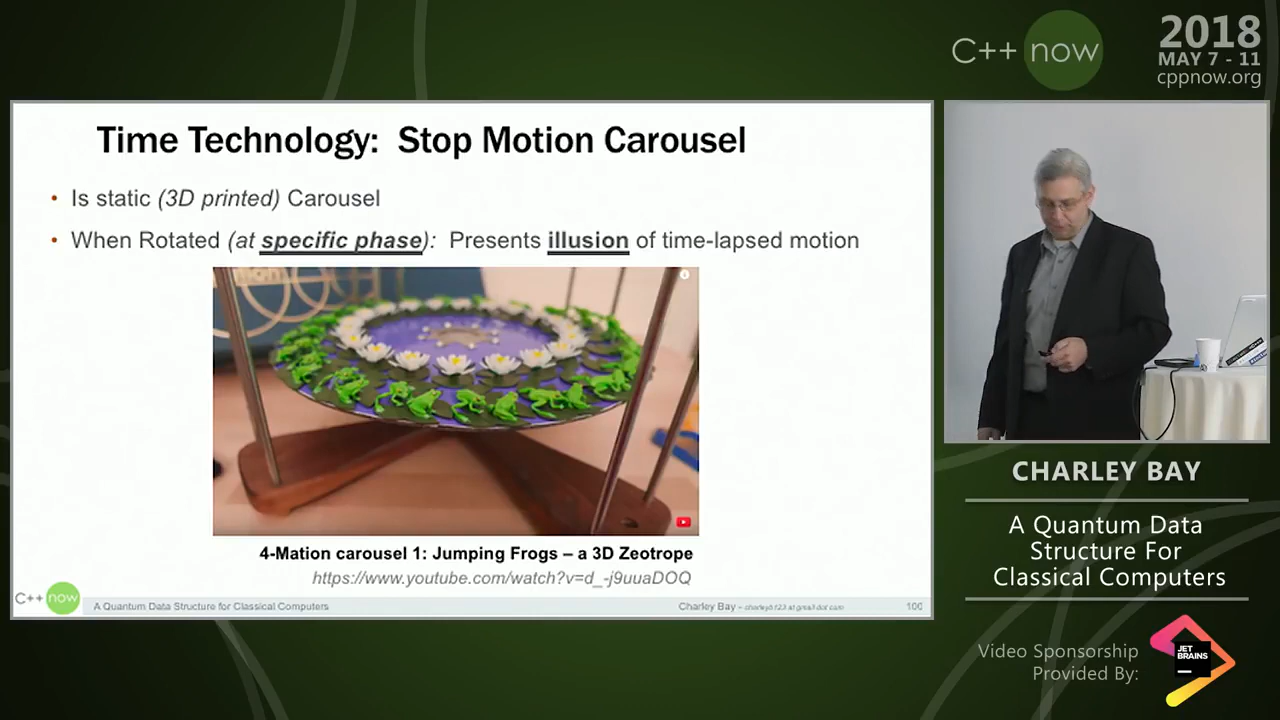 C++ now
2018
MAY 7 - 11
cppnow.org
Time Technology: Stop Motion Carousel
• Is static (3D printed) Carousel
• When Rotated (at specific phase): Presents illusion of time-lapsed motion
4-Mation carousel 1: Jumping Frogs – a 3D Zeotrope
https://www.youtube.com/watch?v=d_-j9uuaDOQ
C++ now
A Quantum Data Structure for Classical Computers
Charley Bay – charleyb123 at gmail dot com
100
CHARLEY BAY
A Quantum Data
Structure For
Classical Computers
Video Sponsorship
Provided By:
JET
BRAINS